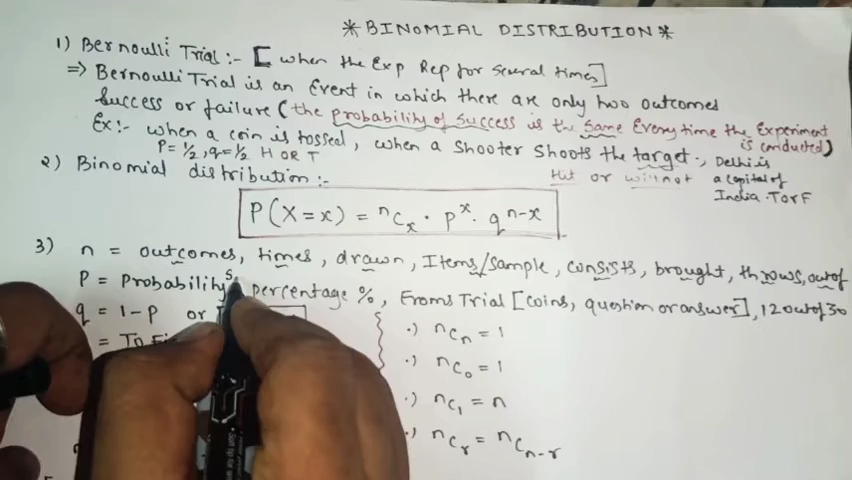 *BINOMIAL DISTRIBUTION*
1) Bernoulli Trial :- [when the Exp Rep for several times]
⇒ Bernoulli Trial is an Event in which there are only two outcomes
Success or failure (the probability of success is the same Every time the Experiment is conducted)
Ex:- when a coin is tossed, when a shooter shoots the target., Delhi is a capital of India. T or F
P=1/2, q=1/2 H OR T
Hit or will not
2) Binomial distribution :-
P(X=x) = ⁿCₓ · pˣ · qⁿ⁻ˣ
3) n = outcomes, times, drawn, Items/sample, consists, brought, throws, out of
P = Probability s percentage %, Froms Trial [coins, question or answer], 12 out of 30
q = 1-P or
= To Fi
·) ⁿCₙ = 1
·) ⁿC₀ = 1
·) ⁿC₁ = n
·) ⁿCᵣ = ⁿCₙ₋ᵣ